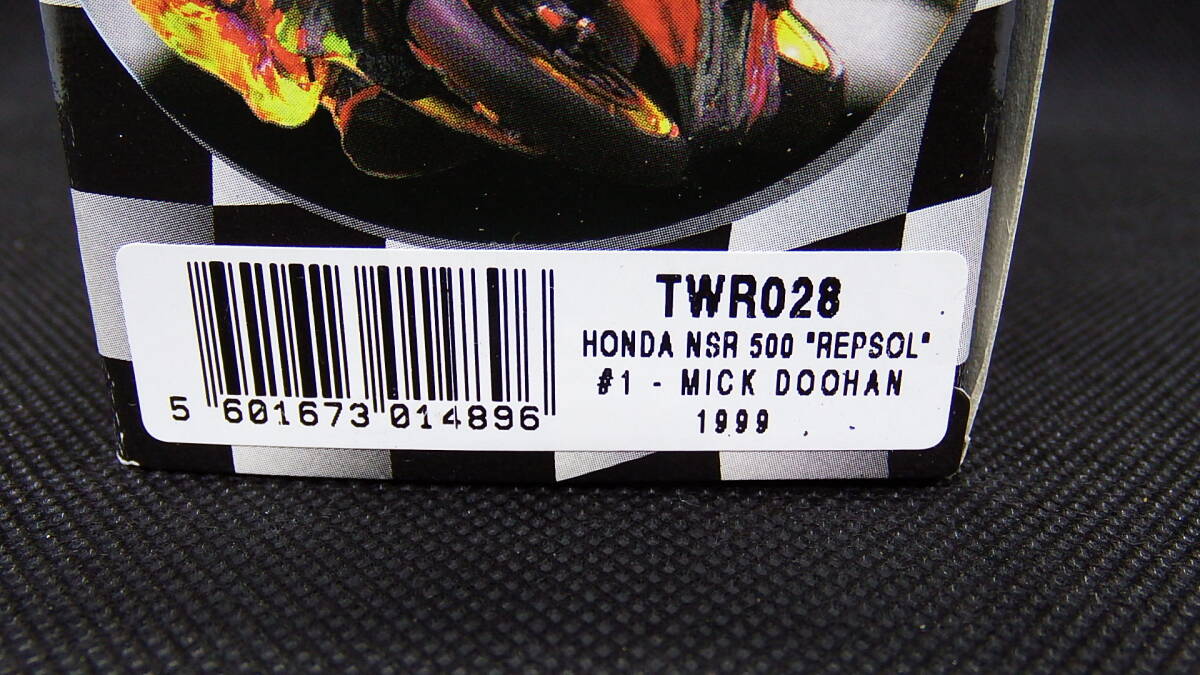 TWR028
HONDA NSR 500 "REPSOL"
#1 - MICK DOOHAN
1999
5 601673 014896